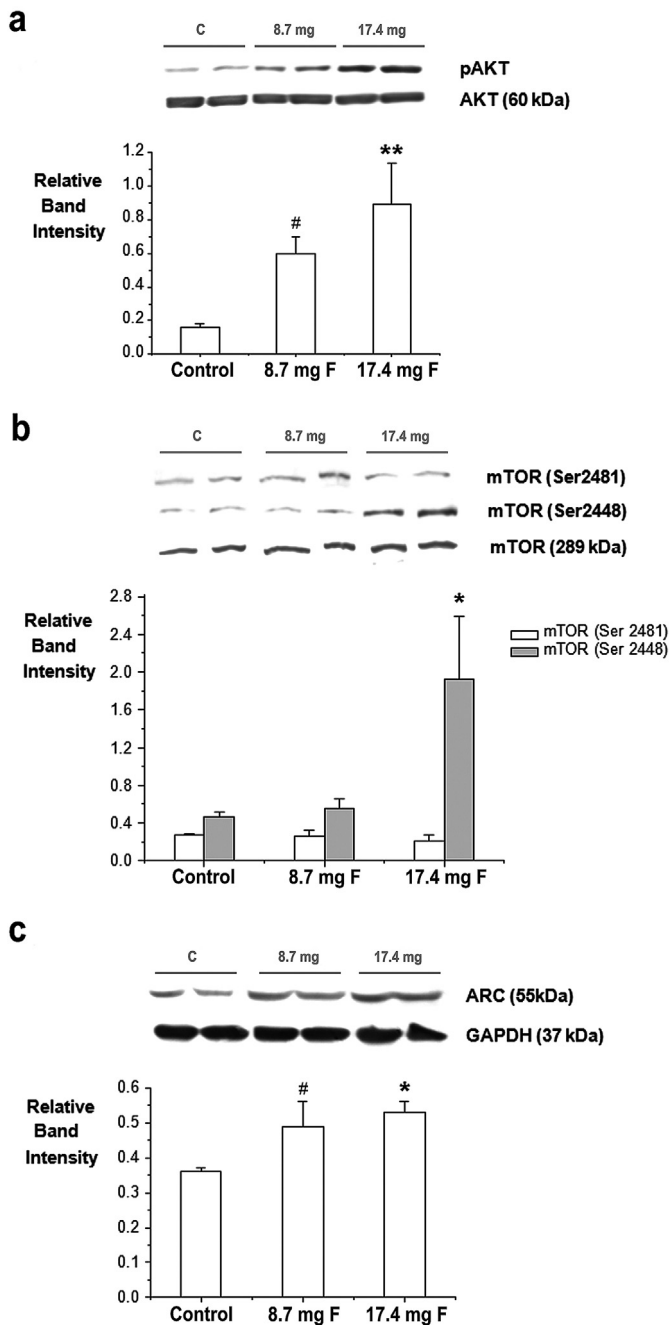 a
C 8.7 mg 17.4 mg
pAKT
AKT (60 kDa)
Relative
Band
Intensity
1.2
1.0
0.8
0.6
0.4
0.2
0.0
#
**
Control 8.7 mg F 17.4 mg F
b
C 8.7 mg 17.4 mg
mTOR (Ser2481)
mTOR (Ser2448)
mTOR (289 kDa)
Relative
Band
Intensity
2.8
2.4
2.0
1.6
1.2
0.8
0.4
0.0
*
mTOR (Ser 2481)
mTOR (Ser 2448)
Control 8.7 mg F 17.4 mg F
c
C 8.7 mg 17.4 mg
ARC (55kDa)
GAPDH (37 kDa)
Relative
Band
Intensity
0.6
0.5
0.4
0.3
0.2
0.1
0.0
#
*
Control 8.7 mg F 17.4 mg F